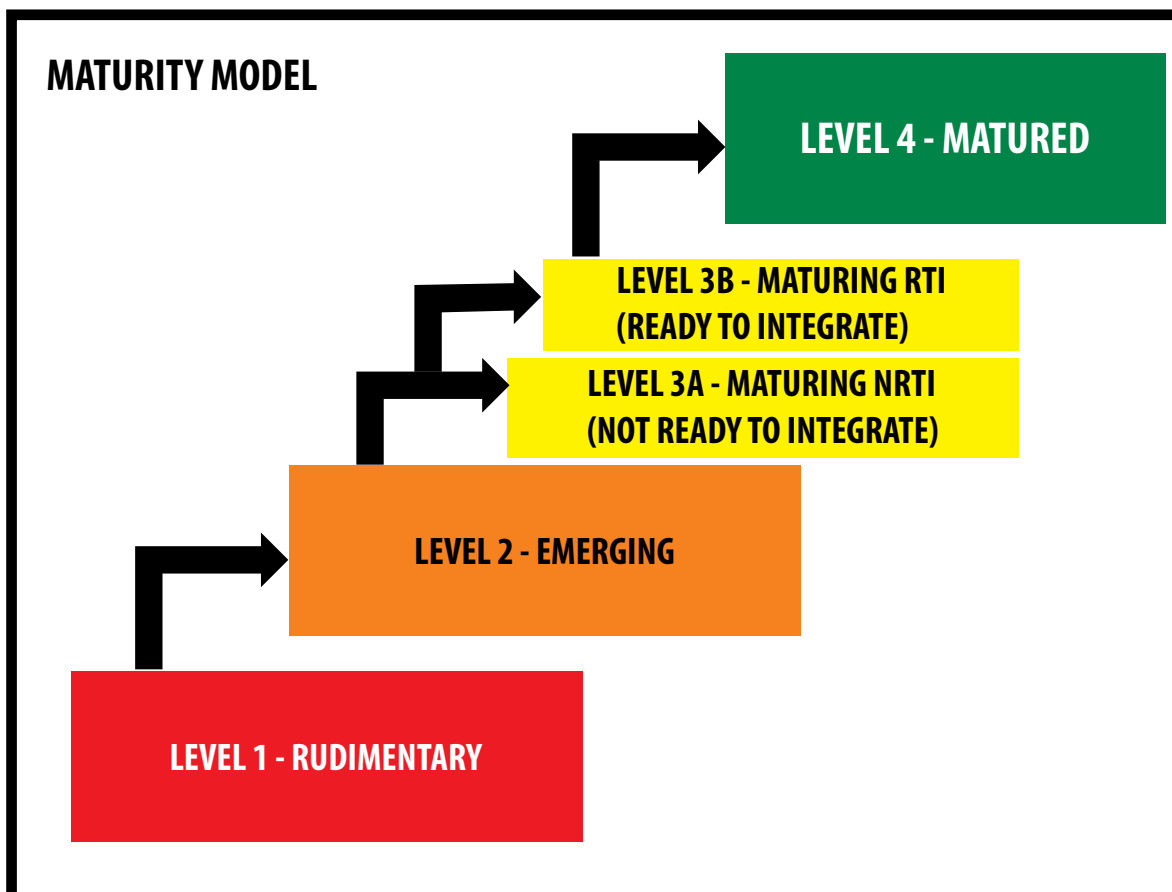 MATURITY MODEL
LEVEL 4 - MATURED
LEVEL 3B - MATURING RTI
(READY TO INTEGRATE)
LEVEL 3A - MATURING NRTI
(NOT READY TO INTEGRATE)
LEVEL 2 - EMERGING
LEVEL 1 - RUDIMENTARY